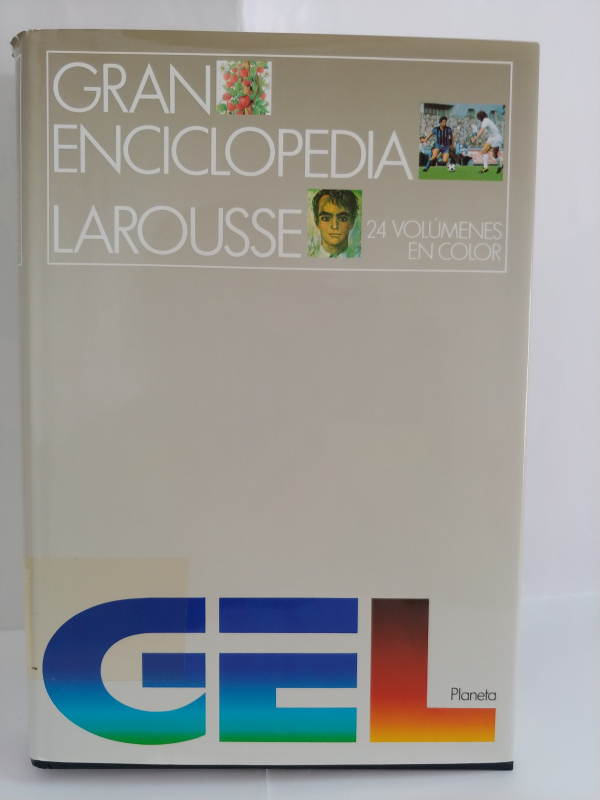 GRAN
ENCICLOPEDIA
LAROUSSE
24 VOLÚMENES
EN COLOR
GEL
Planeta